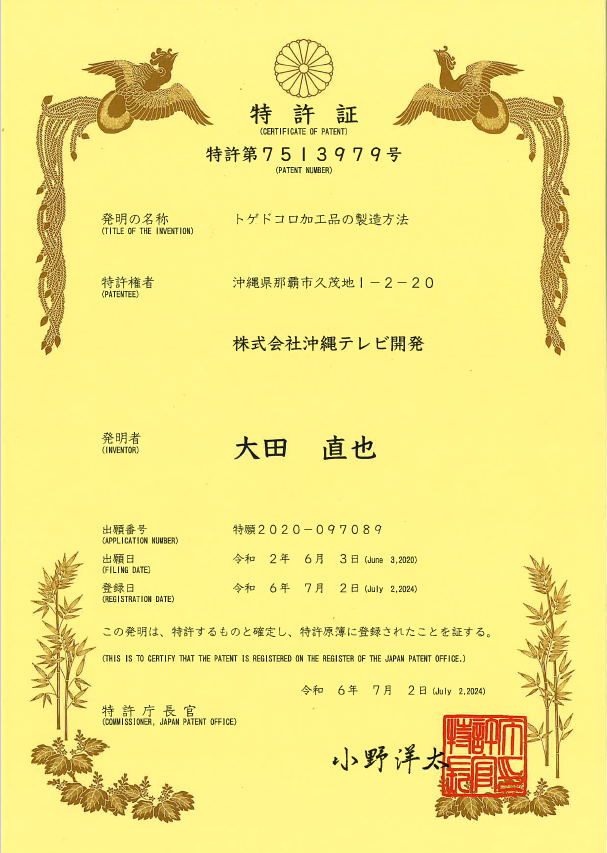 特許証
(CERTIFICATE OF PATENT)
特許第7513979号
(PATENT NUMBER)
発明の名称
(TITLE OF THE INVENTION)
トゲドコロ加工品の製造方法
特許権者
(PATENTEE)
沖縄県那覇市久茂地1-2-20
株式会社沖縄テレビ開発
発明者
(INVENTOR)
大田 直也
出願番号
(APPLICATION NUMBER)
特願2020-097089
出願日
(FILING DATE)
令和 2年 6月 3日(June 3,2020)
登録日
(REGISTRATION DATE)
令和 6年 7月 2日(July 2,2024)
この発明は、特許するものと確定し、特許原簿に登録されたことを証する。
(THIS IS TO CERTIFY THAT THE PATENT IS REGISTERED ON THE REGISTER OF THE JAPAN PATENT OFFICE.)
令和 6年 7月 2日(July 2,2024)
特許庁長官
(COMMISSIONER, JAPAN PATENT OFFICE)
小野洋太